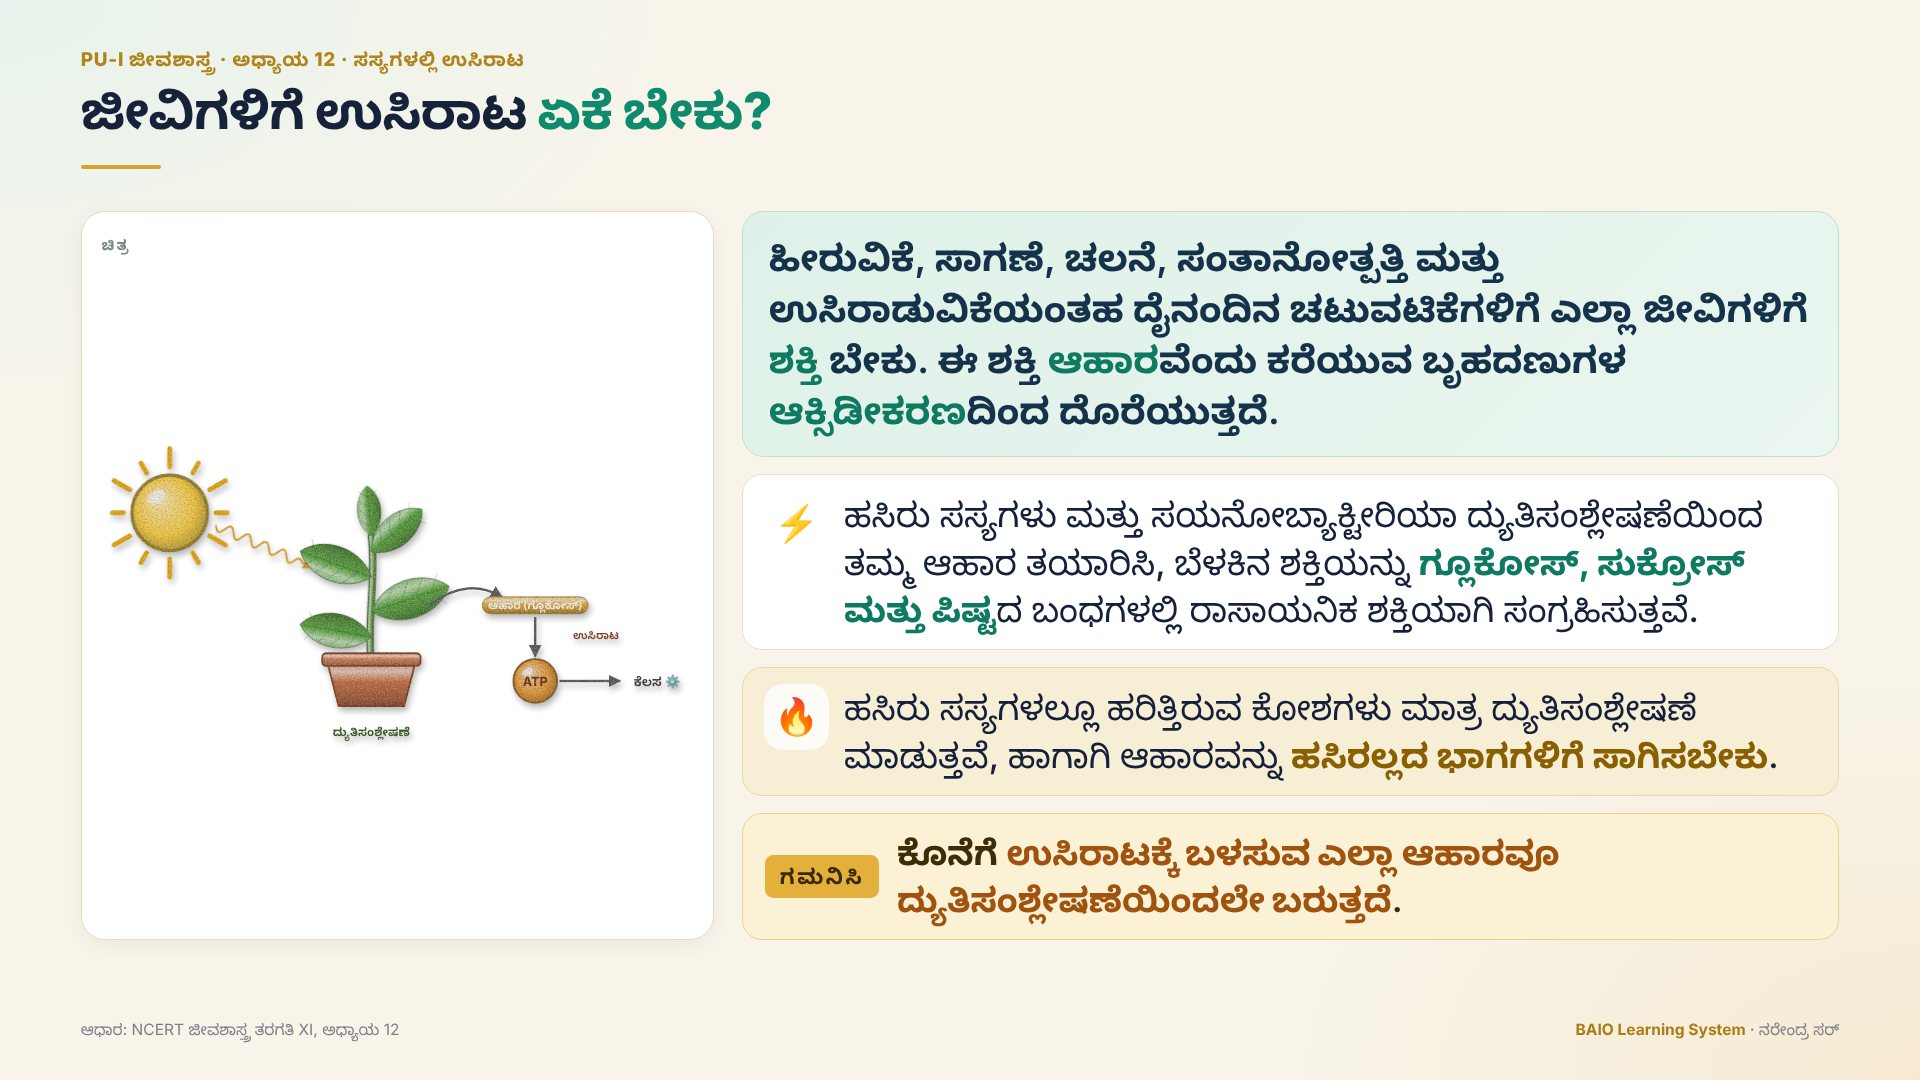 PU-I ಜೀವಶಾಸ್ತ್ರ · ಅಧ್ಯಾಯ 12 · ಸಸ್ಯಗಳಲ್ಲಿ ಉಸಿರಾಟ
ಜೀವಿಗಳಿಗೆ ಉಸಿರಾಟ ಏಕೆ ಬೇಕು?
ಚಿತ್ರ
ಆಹಾರ (ಗ್ಲೂಕೋಸ್)
ಉಸಿರಾಟ
ATP
ಕೆಲಸ
ದ್ಯುತಿಸಂಶ್ಲೇಷಣೆ
ಹೀರುವಿಕೆ, ಸಾಗಣೆ, ಚಲನೆ, ಸಂತಾನೋತ್ಪತ್ತಿ ಮತ್ತು
ಉಸಿರಾಡುವಿಕೆಯಂತಹ ದೈನಂದಿನ ಚಟುವಟಿಕೆಗಳಿಗೆ ಎಲ್ಲಾ ಜೀವಿಗಳಿಗೆ
ಶಕ್ತಿ ಬೇಕು. ಈ ಶಕ್ತಿ ಆಹಾರವೆಂದು ಕರೆಯುವ ಬೃಹದಣುಗಳ
ಆಕ್ಸಿಡೀಕರಣದಿಂದ ದೊರೆಯುತ್ತದೆ.
ಹಸಿರು ಸಸ್ಯಗಳು ಮತ್ತು ಸಯನೋಬ್ಯಾಕ್ಟೀರಿಯಾ ದ್ಯುತಿಸಂಶ್ಲೇಷಣೆಯಿಂದ
ತಮ್ಮ ಆಹಾರ ತಯಾರಿಸಿ, ಬೆಳಕಿನ ಶಕ್ತಿಯನ್ನು ಗ್ಲೂಕೋಸ್, ಸುಕ್ರೋಸ್
ಮತ್ತು ಪಿಷ್ಟದ ಬಂಧಗಳಲ್ಲಿ ರಾಸಾಯನಿಕ ಶಕ್ತಿಯಾಗಿ ಸಂಗ್ರಹಿಸುತ್ತವೆ.
ಹಸಿರು ಸಸ್ಯಗಳಲ್ಲೂ ಹರಿತ್ತಿರುವ ಕೋಶಗಳು ಮಾತ್ರ ದ್ಯುತಿಸಂಶ್ಲೇಷಣೆ
ಮಾಡುತ್ತವೆ, ಹಾಗಾಗಿ ಆಹಾರವನ್ನು ಹಸಿರಲ್ಲದ ಭಾಗಗಳಿಗೆ ಸಾಗಿಸಬೇಕು.
ಗಮನಿಸಿ
ಕೊನೆಗೆ ಉಸಿರಾಟಕ್ಕೆ ಬಳಸುವ ಎಲ್ಲಾ ಆಹಾರವೂ
ದ್ಯುತಿಸಂಶ್ಲೇಷಣೆಯಿಂದಲೇ ಬರುತ್ತದೆ.
ಆಧಾರ: NCERT ಜೀವಶಾಸ್ತ್ರ ತರಗತಿ XI, ಅಧ್ಯಾಯ 12
BAIO Learning System · ನರೇಂದ್ರ ಸರ್